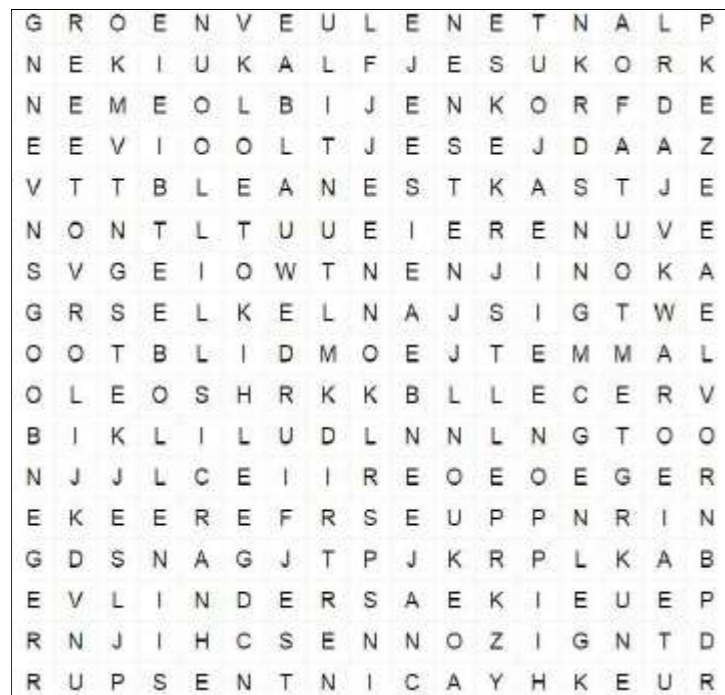 G R O E N V E U L E N E T N A L P
N E K I U K A L F J E S U K O R K
N E M E O L B I J E N K O R F D E
E E V I O O L T J E S E J D A A Z
V T T B L E A N E S T K A S T J E
N O N T L T U U E I E R E N U V E
S V G E I O W T N E N J I N O K A
G R S E L K E L N A J S I G T W E
O O T B L I D M O E J T E M M A L
O L E O S H R K K B L L E C E R V
B I K L I L U D L N N L N G T O O
N J J L C E I I R E O E O E G E R
E K E E R E F R S E U P P N R I N
G D S N A G J T P J K R P L K A B
E V L I N D E R S A E K I E U E P
R N J I H C S E N N O Z I G N T D
R U P S E N T N I C A Y H K E U R